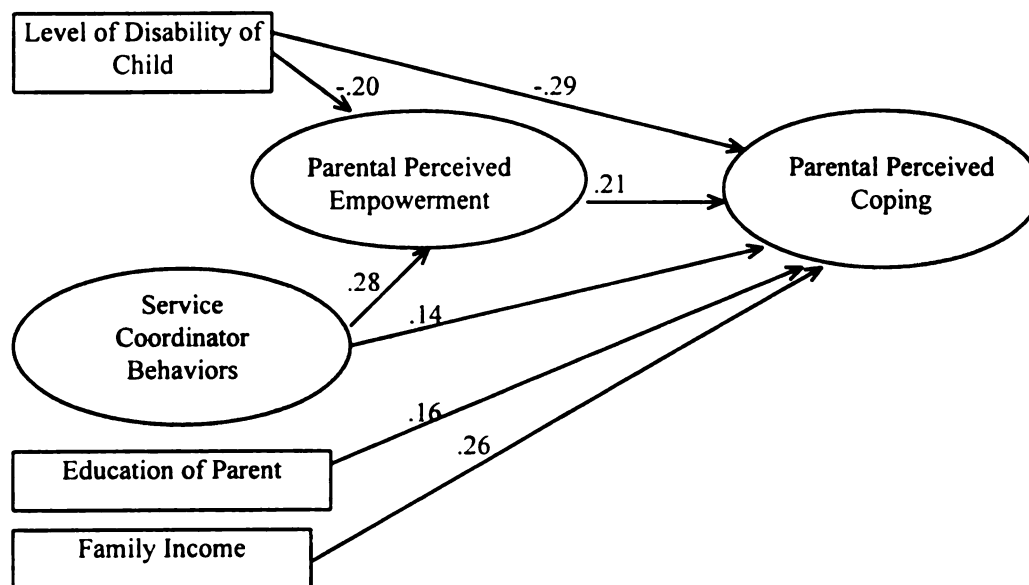 Level of Disability of
Child
-.20
-.29
Parental Perceived
Empowerment
.21
Parental Perceived
Coping
.28
Service
Coordinator
Behaviors
.14
.16
Education of Parent
.26
Family Income